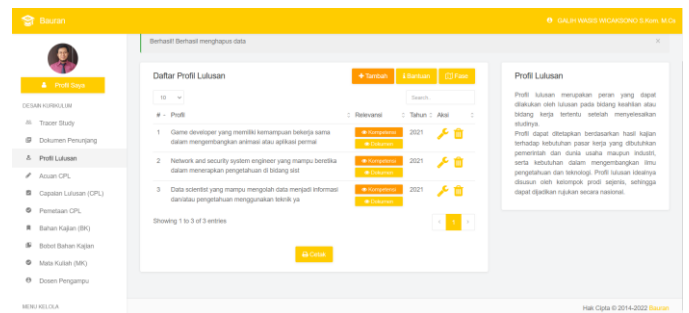 Bauran
GALIH WASIS WICAKSONO S.Kom. M.Cs
Berhasil! Berhasil menghapus data
×
Profil Saya
DESAIN KURIKULUM
Tracer Study
Dokumen Penunjang
Profil Lulusan
Acuan CPL
Capaian Lulusan (CPL)
Pemetaan CPL
Bahan Kajian (BK)
Bobot Bahan Kajian
Mata Kuliah (MK)
Dosen Pengampu
MENU KELOLA
Daftar Profil Lulusan
+ Tambah
Bantuan
Fase
10
Search..
# Profil Relevansi Tahun Aksi
1 Game developer yang memiliki kemampuan bekerja sama
dalam mengembangkan animasi atau aplikasi permai
Kompetensi
Dokumen
2021
2 Network and security system engineer yang mampu beretika
dalam menerapkan pengetahuan di bidang sist
Kompetensi
Dokumen
2021
3 Data scientist yang mampu mengolah data menjadi informasi
dan/atau pengetahuan menggunakan teknik ya
Kompetensi
Dokumen
2021
Showing 1 to 3 of 3 entries
‹ 1 ›
Cetak
Profil Lulusan
Profil lulusan merupakan peran yang dapat
dilakukan oleh lulusan pada bidang keahlian atau
bidang kerja tertentu setelah menyelesaikan
studinya.
Profil dapat ditetapkan berdasarkan hasil kajian
terhadap kebutuhan pasar kerja yang dibutuhkan
pemerintah dan dunia usaha maupun industri,
serta kebutuhan dalam mengembangkan ilmu
pengetahuan dan teknologi. Profil lulusan idealnya
disusun oleh kelompok prodi sejenis, sehingga
dapat dijadikan rujukan secara nasional.
Hak Cipta © 2014-2022 Bauran